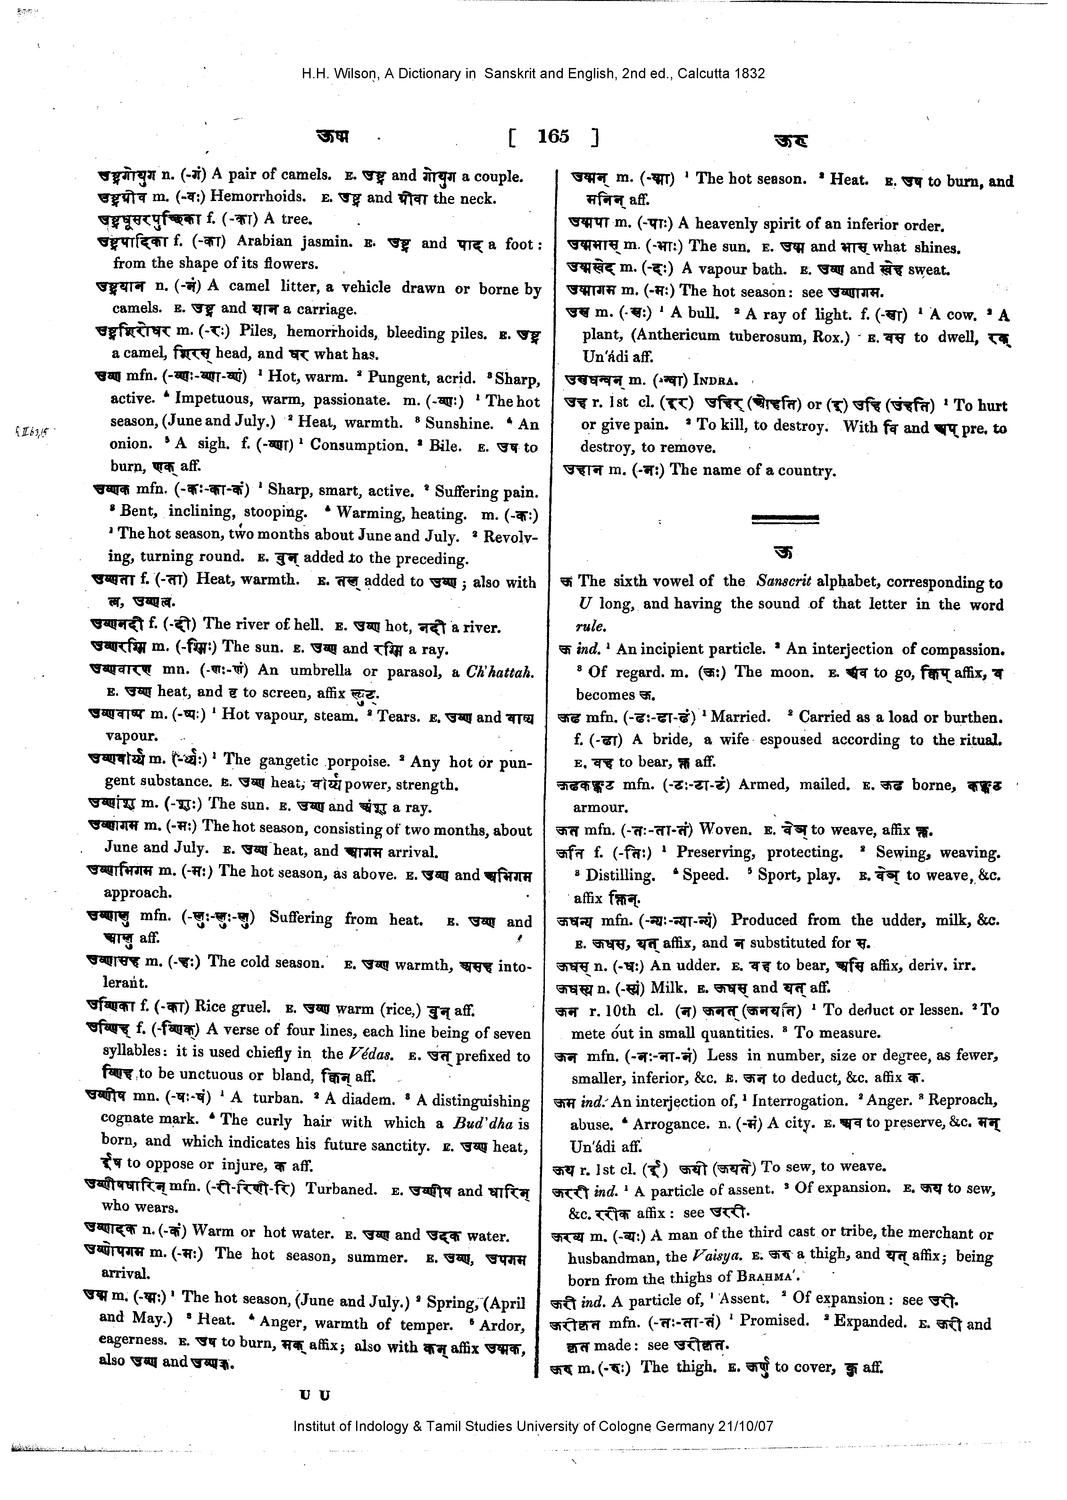 H.H. Wilson, A Dictionary in Sanskrit and English, 2nd ed., Calcutta 1832
ऊष्म [ 165 ] ऊरु
उष्ट्रगोयुग n. (-गं) A pair of camels. E. उष्ट्र and गोयुग a couple.
उष्ट्रग्रीव m. (-वः) Hemorrhoids. E. उष्ट्र and ग्रीवा the neck.
उष्ट्रधूसरपुच्छिका f. (-का) A tree.
उष्ट्रपादिका f. (-का) Arabian jasmin. E. उष्ट्र and पाद a foot:
from the shape of its flowers.
उष्ट्रयान n. (-नं) A camel litter, a vehicle drawn or borne by
camels. E. उष्ट्र and यान a carriage.
उष्ट्रशिरोधर m. (-रः) Piles, hemorrhoids, bleeding piles. E. उष्ट्र
a camel, शिरस् head, and धर what has.
उष्ण mfn. (-ष्णः-ष्णा-ष्णं) ¹ Hot, warm. ² Pungent, acrid. ³ Sharp,
active. ⁴ Impetuous, warm, passionate. m. (-ष्णः) ¹ The hot
season, (June and July.) ² Heat, warmth. ³ Sunshine. ⁴ An
onion. ⁵ A sigh. f. (-ष्णा) ¹ Consumption. ² Bile. E. उष to
burn, णक् aff.
उष्णक mfn. (-कः-का-कं) ¹ Sharp, smart, active. ² Suffering pain.
³ Bent, inclining, stooping. ⁴ Warming, heating. m. (-कः)
¹ The hot season, two months about June and July. ² Revolv-
ing, turning round. E. वुन् added to the preceding.
उष्णता f. (-ता) Heat, warmth. E. तल् added to उष्ण; also with
त्व, उष्णत्व.
उष्णनदी f. (-दी) The river of hell. E. उष्ण hot, नदी a river.
उष्णरश्मि m. (-श्मिः) The sun. E. उष्ण and रश्मि a ray.
उष्णवारण mn. (-णः-णं) An umbrella or parasol, a Ch'hattah.
E. उष्ण heat, and वृ to screen, affix ल्युट्.
उष्णवाष्प m. (-ष्पः) ¹ Hot vapour, steam. ² Tears. E. उष्ण and वाष्प
vapour.
उष्णवीर्य्य m. (-र्य्यः) ¹ The gangetic porpoise. ² Any hot or pun-
gent substance. E. उष्ण heat, वीर्य्य power, strength.
उष्णांशु m. (-शुः) The sun. E. उष्ण and अंशु a ray.
उष्णागम m. (-मः) The hot season, consisting of two months, about
June and July. E. उष्ण heat, and आगम arrival.
उष्णाभिगम m. (-मः) The hot season, as above. E. उष्ण and अभिगम
approach.
उष्णालु mfn. (-लुः-लुः-लु) Suffering from heat. E. उष्ण and
आलु aff.
उष्णासह m. (-हः) The cold season. E. उष्ण warmth, असह into-
lerant.
उष्णिका f. (-का) Rice gruel. E. उष्ण warm (rice,) वुन् aff.
उष्णिह् f. (-ष्णिक्) A verse of four lines, each line being of seven
syllables: it is used chiefly in the Védas. E. उत् prefixed to
ष्णिह to be unctuous or bland, क्विन् aff.
उष्णीष mn. (-षः-षं) ¹ A turban. ² A diadem. ³ A distinguishing
cognate mark. ⁴ The curly hair with which a Bud'dha is
born, and which indicates his future sanctity. E. उष्ण heat,
ईष to oppose or injure, क aff.
उष्णीषधारिन् mfn. (-री-रिणी-रि) Turbaned. E. उष्णीष and धारिन्
who wears.
उष्णोदक n. (-कं) Warm or hot water. E. उष्ण and उदक water.
उष्णोपगम m. (-मः) The hot season, summer. E. उष्ण, उपगम
arrival.
उष्म m. (-ष्मः) ¹ The hot season, (June and July.) ² Spring, (April
and May.) ³ Heat. ⁴ Anger, warmth of temper. ⁵ Ardor,
eagerness. E. उष to burn, मक् affix; also with कन् affix उष्मक,
also उष्ण and उष्णक.
U U
उष्मन् m. (-ष्मा) ¹ The hot season. ² Heat. E. उष to burn, and
मनिन् aff.
उष्मपा m. (-पाः) A heavenly spirit of an inferior order.
उष्मभास् m. (-भाः) The sun. E. उष्म and भास् what shines.
उष्मस्वेद m. (-दः) A vapour bath. E. उष्ण and स्वेद sweat.
उष्मागम m. (-मः) The hot season: see उष्णागम.
उस्र m. (-स्रः) ¹ A bull. ² A ray of light. f. (-स्रा) ¹ A cow. ² A
plant, (Anthericum tuberosum, Rox.) E. वस to dwell, रक्
Un'ádi aff.
उस्रधन्वन् m. (-न्वा) INDRA.
उह r. 1st cl. (इर्) उहिर् (ओहति) or (इ) उहि (उंहति) ¹ To hurt
or give pain. ² To kill, to destroy. With वि and अप् pre. to
destroy, to remove.
उहान m. (-नः) The name of a country.
ऊ
ऊ The sixth vowel of the Sanscrit alphabet, corresponding to
U long, and having the sound of that letter in the word
rule.
ऊ ind. ¹ An incipient particle. ² An interjection of compassion.
³ Of regard. m. (ऊः) The moon. E. अव to go, क्विप् affix, व
becomes ऊ.
ऊढ mfn. (-ढः-ढा-ढं) ¹ Married. ² Carried as a load or burthen.
f. (-ढा) A bride, a wife espoused according to the ritual.
E. वह to bear, क्त aff.
ऊढकङ्कट mfn. (-टः-टा-टं) Armed, mailed. E. ऊढ borne, कङ्कट
armour.
ऊत mfn. (-तः-ता-तं) Woven. E. वेञ् to weave, affix क्त.
ऊति f. (-तिः) ¹ Preserving, protecting. ² Sewing, weaving.
³ Distilling. ⁴ Speed. ⁵ Sport, play. E. वेञ् to weave, &c.
affix क्तिन्.
ऊधन्य mfn. (-न्यः-न्या-न्यं) Produced from the udder, milk, &c.
E. ऊधस्, यत् affix, and न substituted for स.
ऊधस् n. (-धः) An udder. E. वह to bear, असि affix, deriv. irr.
ऊधस्य n. (-स्यं) Milk. E. ऊधस् and यत् aff.
ऊन r. 10th cl. (न) ऊनत् (ऊनयति) ¹ To deduct or lessen. ² To
mete out in small quantities. ³ To measure.
ऊन mfn. (-नः-ना-नं) Less in number, size or degree, as fewer,
smaller, inferior, &c. E. ऊन to deduct, &c. affix क.
ऊम ind. An interjection of, ¹ Interrogation. ² Anger. ³ Reproach,
abuse. ⁴ Arrogance. n. (-मं) A city. E. अव to preserve, &c. मन्
Un'ádi aff.
ऊय r. 1st cl. (ई) ऊयी (ऊयते) To sew, to weave.
ऊररी ind. ¹ A particle of assent. ² Of expansion. E. ऊय to sew,
&c. ररीक affix: see उररी.
ऊरव्य m. (-व्यः) A man of the third cast or tribe, the merchant or
husbandman, the Vaisya. E. ऊरु a thigh, and यत् affix; being
born from the thighs of BRAHMA'.
ऊरी ind. A particle of, ¹ Assent. ² Of expansion: see उरी.
ऊरीकृत mfn. (-तः-ता-तं) ¹ Promised. ² Expanded. E. ऊरी and
कृत made: see उरीकृत.
ऊरु m. (-रुः) The thigh. E. ऊर्णु to cover, कु aff.
Institut of Indology & Tamil Studies University of Cologne Germany 21/10/07